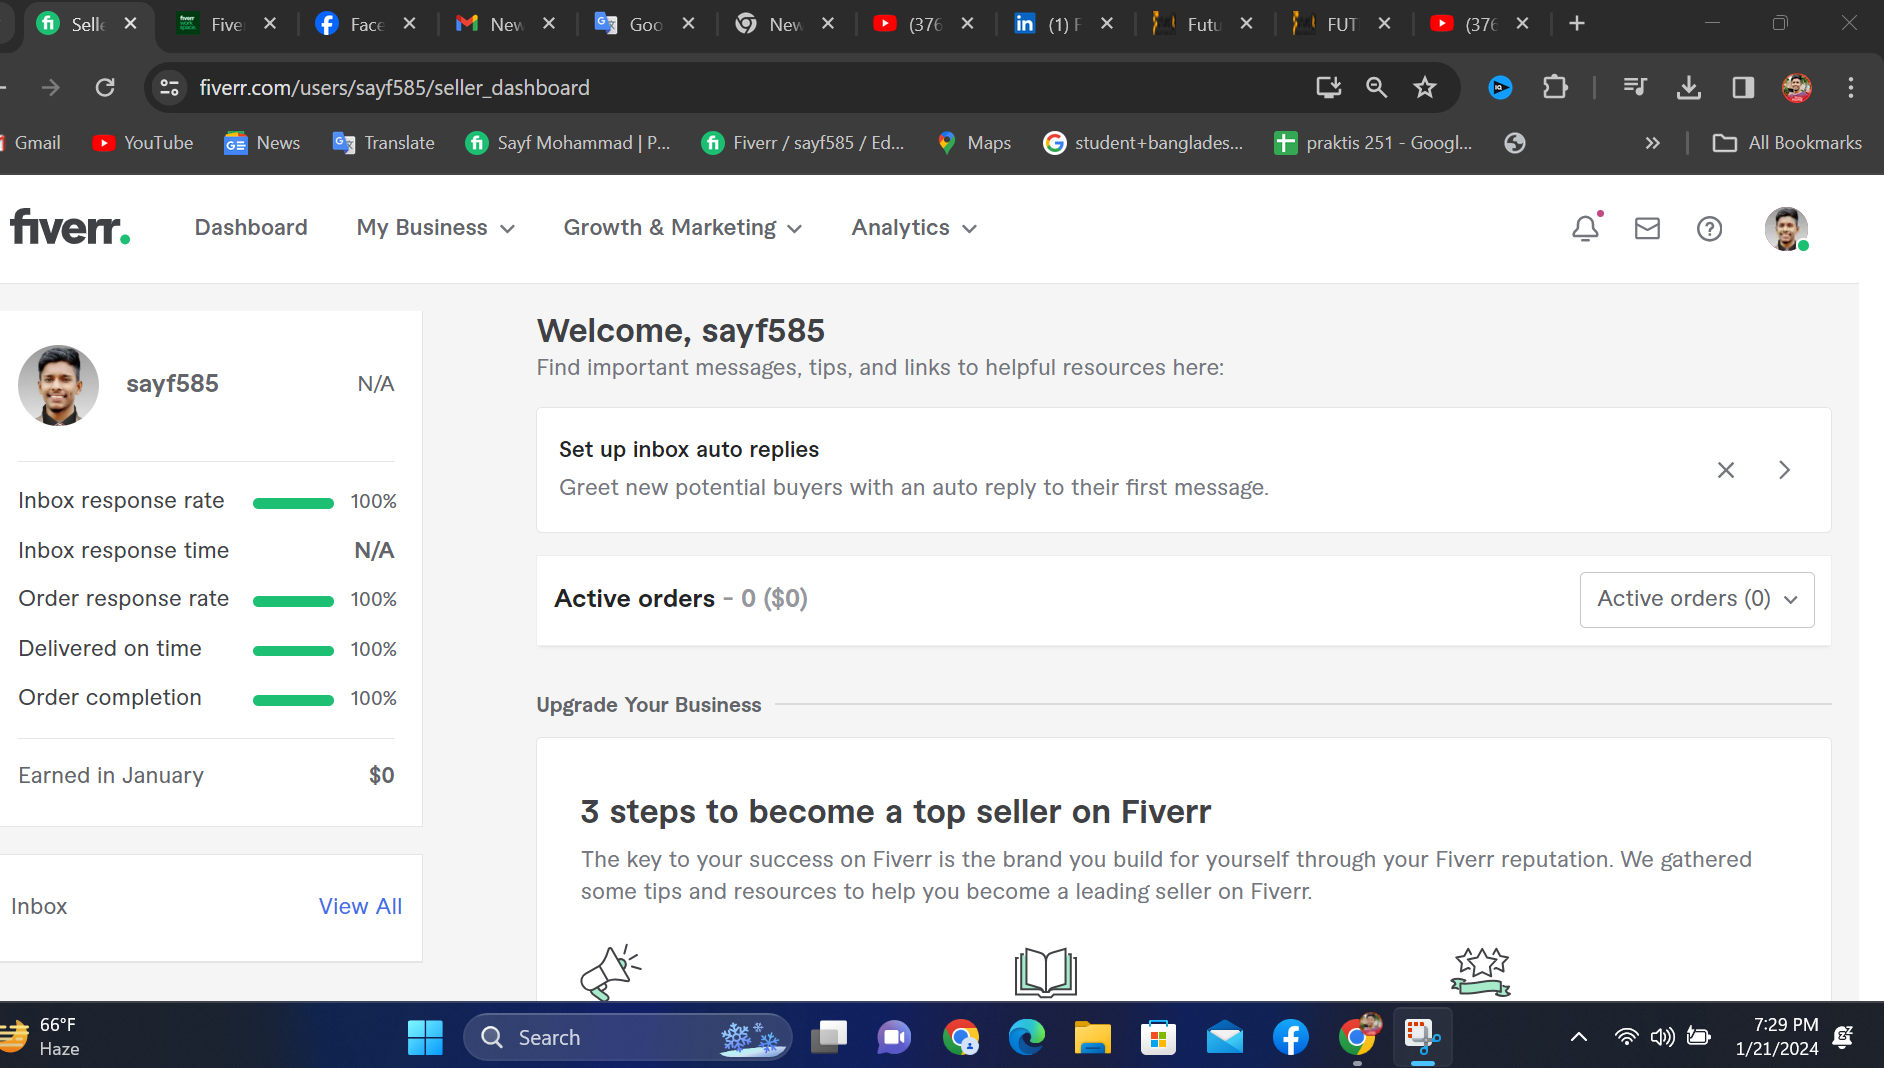 Selle
Five
Face
New
Goo
New
(376
(1) F
Futu
FUT
(376
fiverr.com/users/sayf585/seller_dashboard
Gmail
YouTube
News
Translate
Sayf Mohammad | P...
Fiverr / sayf585 / Ed...
Maps
student+banglades...
praktis 251 - Googl...
All Bookmarks
fiverr.
Dashboard
My Business
Growth & Marketing
Analytics
sayf585
N/A
Inbox response rate 100%
Inbox response time N/A
Order response rate 100%
Delivered on time 100%
Order completion 100%
Earned in January $0
Inbox View All
Welcome, sayf585
Find important messages, tips, and links to helpful resources here:
Set up inbox auto replies
Greet new potential buyers with an auto reply to their first message.
Active orders - 0 ($0)
Active orders (0)
Upgrade Your Business
3 steps to become a top seller on Fiverr
The key to your success on Fiverr is the brand you build for yourself through your Fiverr reputation. We gathered
some tips and resources to help you become a leading seller on Fiverr.
66°F
Haze
Search
7:29 PM
1/21/2024